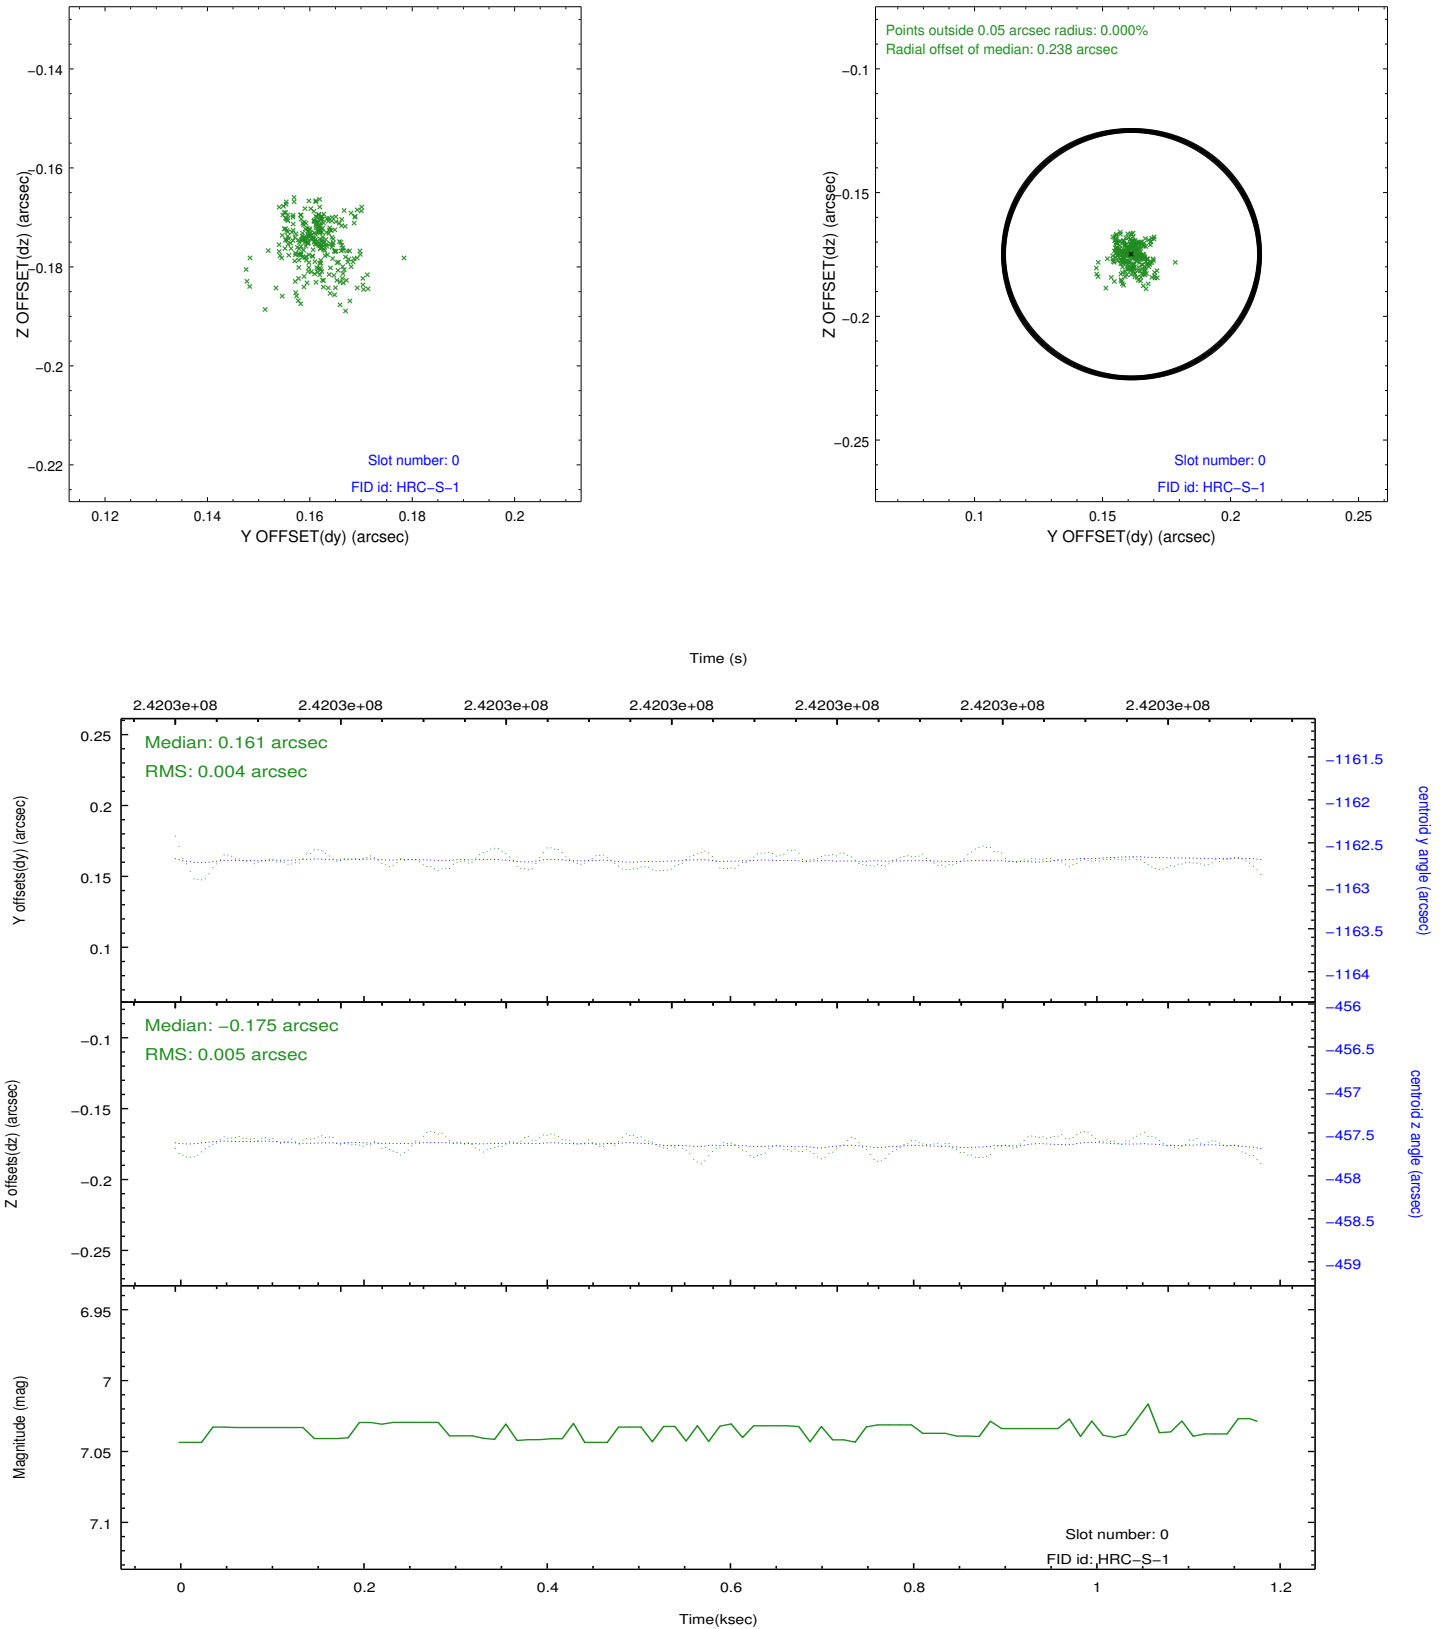 −0.14
−0.16
−0.18
−0.2
−0.22
Z OFFSET(dz) (arcsec)
Slot number: 0
FID id: HRC−S−1
0.12 0.14 0.16 0.18 0.2
Y OFFSET(dy) (arcsec)
Points outside 0.05 arcsec radius: 0.000%
Radial offset of median: 0.238 arcsec
−0.1
−0.15
−0.2
−0.25
Z OFFSET(dz) (arcsec)
Slot number: 0
FID id: HRC−S−1
0.1 0.15 0.2 0.25
Y OFFSET(dy) (arcsec)
Time (s)
2.4203e+08 2.4203e+08 2.4203e+08 2.4203e+08 2.4203e+08 2.4203e+08 2.4203e+08
Median: 0.161 arcsec
RMS: 0.004 arcsec
0.25
0.2
0.15
0.1
Y offsets(dy) (arcsec)
−1161.5
−1162
−1162.5
−1163
−1163.5
−1164
centroid y angle (arcsec)
Median: −0.175 arcsec
RMS: 0.005 arcsec
−0.1
−0.15
−0.2
−0.25
Z offsets(dz) (arcsec)
−456
−456.5
−457
−457.5
−458
−458.5
−459
centroid z angle (arcsec)
6.95
7
7.05
7.1
Magnitude (mag)
Slot number: 0
FID id: HRC−S−1
0 0.2 0.4 0.6 0.8 1 1.2
Time(ksec)